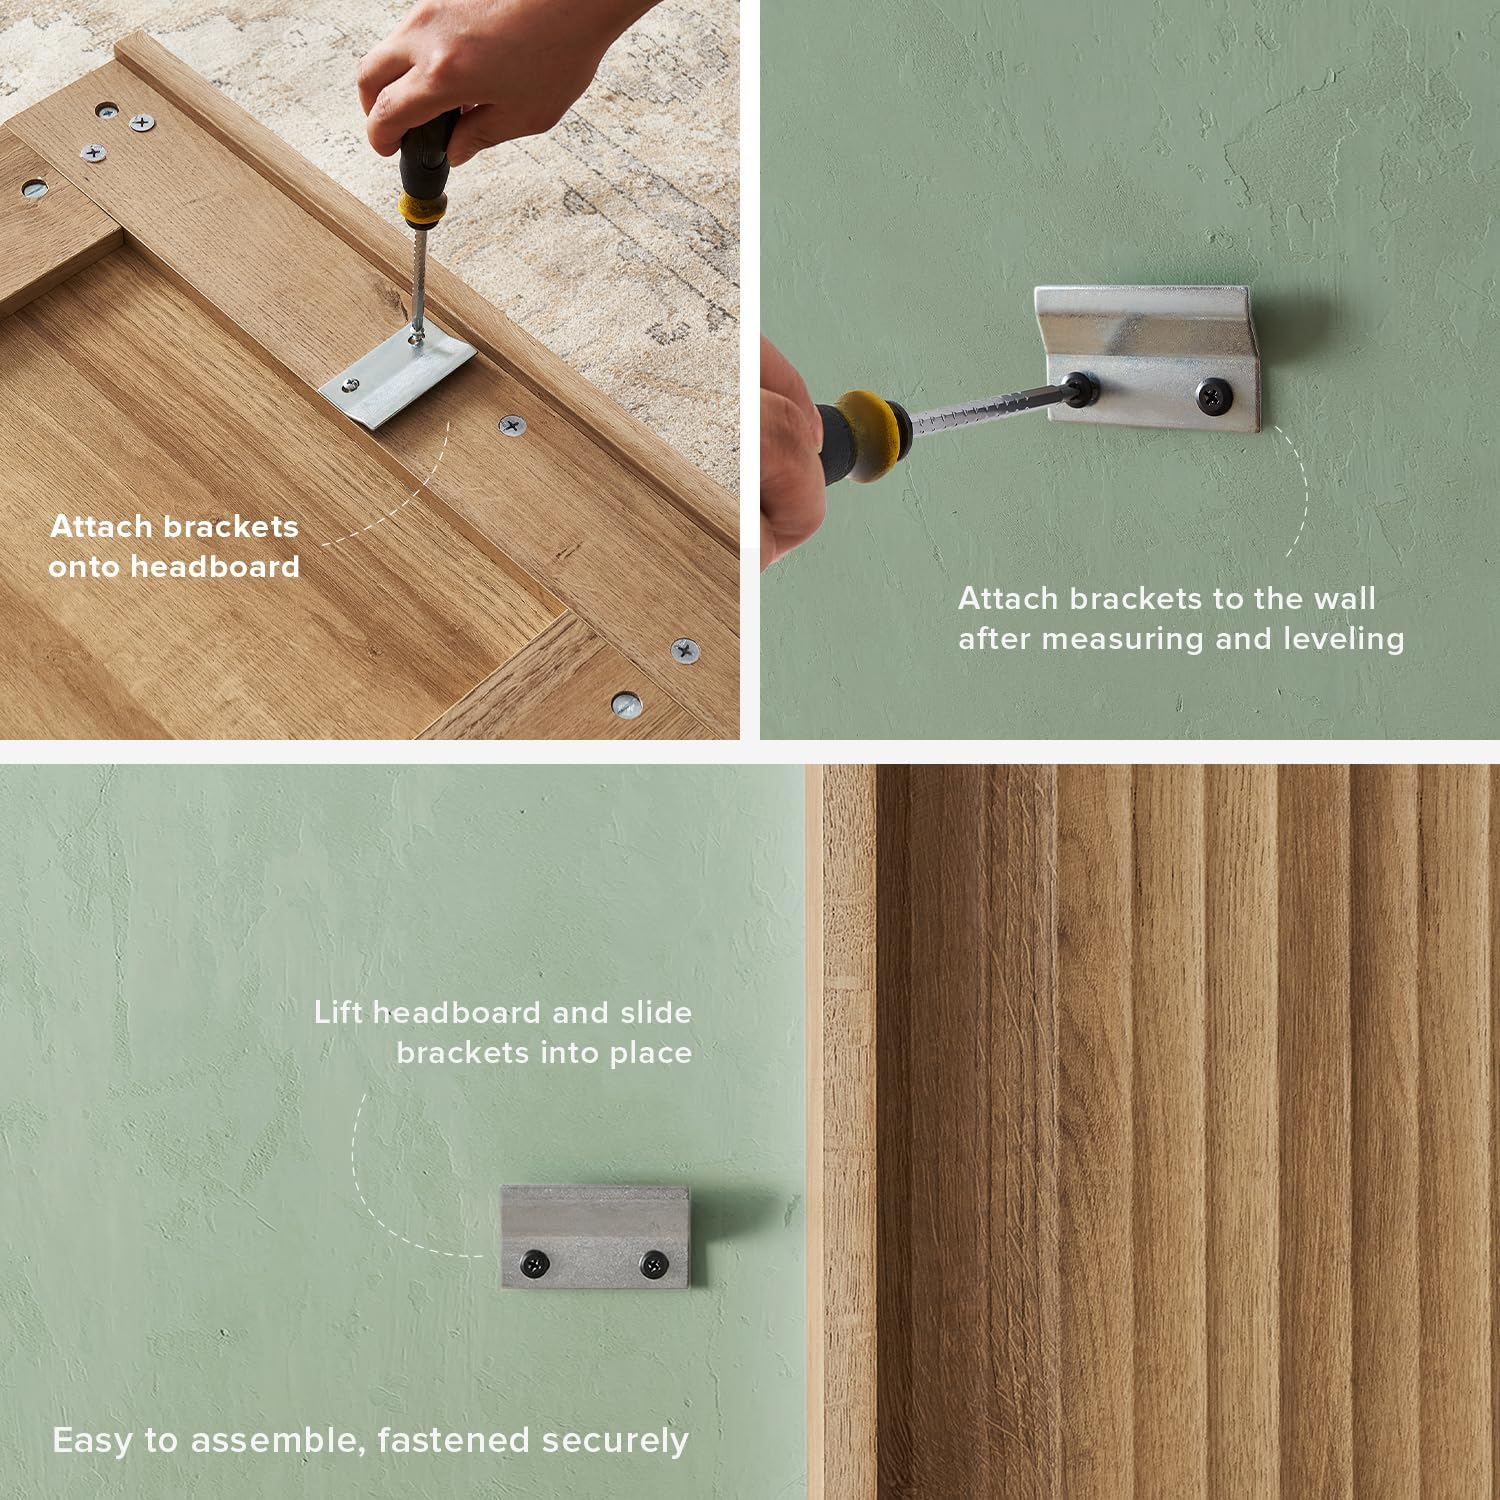 Attach brackets
onto headboard
Attach brackets to the wall
after measuring and leveling
Lift headboard and slide
brackets into place
Easy to assemble, fastened securely